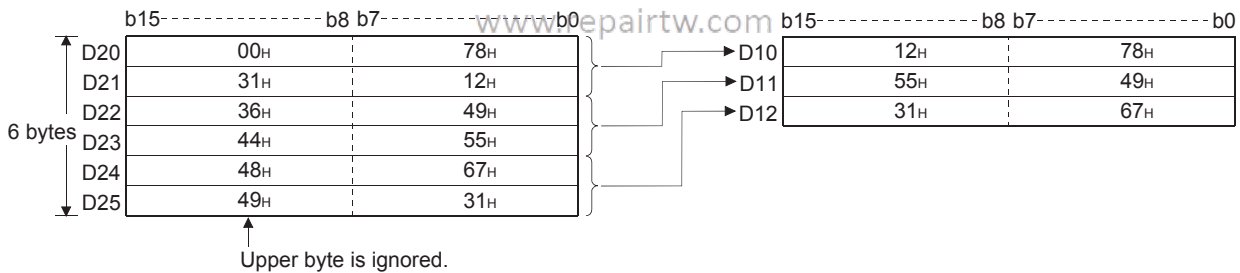 b15 b8 b7 b0 www.repairtw.com b15 b8 b7 b0
D20 00H 78H D10 12H 78H
D21 31H 12H D11 55H 49H
D22 36H 49H D12 31H 67H
6 bytes
D23 44H 55H
D24 48H 67H
D25 49H 31H
Upper byte is ignored.